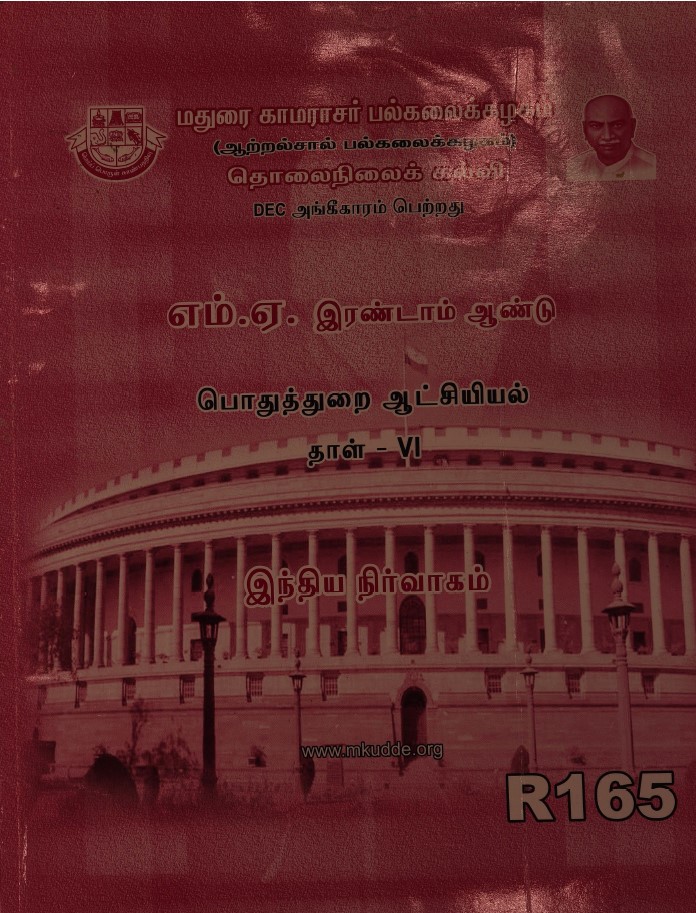 மதுரை காமராசர் பல்கலைக்கழகம்
(ஆற்றல்சால் பல்கலைக்கழகம்)
தொலைநிலைக் கல்வி
DEC அங்கீகாரம் பெற்றது
எம்.ஏ. இரண்டாம் ஆண்டு
பொதுத்துறை ஆட்சியியல்
தாள் - VI
இந்திய நிர்வாகம்
www.mkudde.org
R165